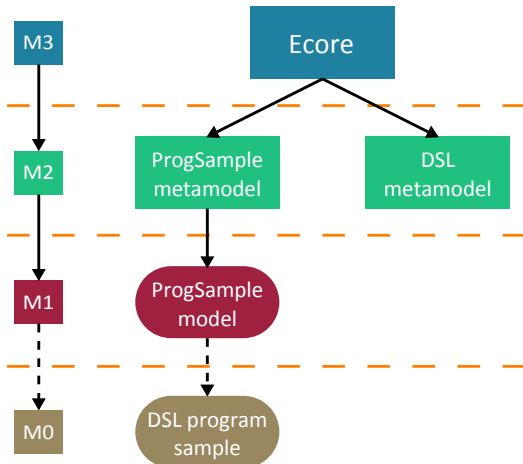 M3
Ecore
M2
ProgSample
metamodel
DSL
metamodel
M1
ProgSample
model
M0
DSL program
sample